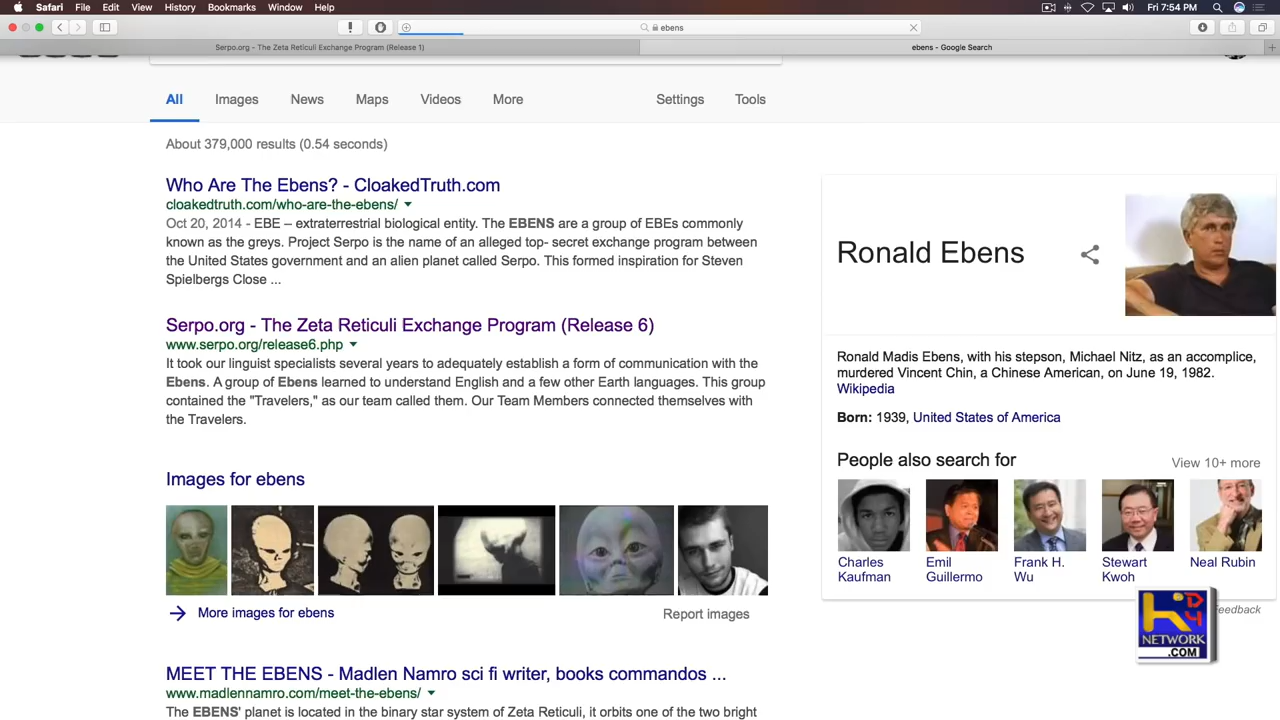 Safari File Edit View History Bookmarks Window Help Fri 7:54 PM
ebens
Serpo.org - The Zeta Reticuli Exchange Program (Release 1)
ebens - Google Search
All Images News Maps Videos More Settings Tools
About 379,000 results (0.54 seconds)
Who Are The Ebens? - CloakedTruth.com
cloakedtruth.com/who-are-the-ebens/
Oct 20, 2014 - EBE – extraterrestrial biological entity. The EBENS are a group of EBEs commonly
known as the greys. Project Serpo is the name of an alleged top- secret exchange program between
the United States government and an alien planet called Serpo. This formed inspiration for Steven
Spielbergs Close ...
Serpo.org - The Zeta Reticuli Exchange Program (Release 6)
www.serpo.org/release6.php
It took our linguist specialists several years to adequately establish a form of communication with the
Ebens. A group of Ebens learned to understand English and a few other Earth languages. This group
contained the "Travelers," as our team called them. Our Team Members connected themselves with
the Travelers.
Images for ebens
More images for ebens
Report images
MEET THE EBENS - Madlen Namro sci fi writer, books commandos ...
www.madlennamro.com/meet-the-ebens/
The EBENS' planet is located in the binary star system of Zeta Reticuli, it orbits one of the two bright
Ronald Ebens
Ronald Madis Ebens, with his stepson, Michael Nitz, as an accomplice,
murdered Vincent Chin, a Chinese American, on June 19, 1982.
Wikipedia
Born: 1939, United States of America
People also search for
View 10+ more
Charles
Kaufman
Emil
Guillermo
Frank H.
Wu
Stewart
Kwoh
Neal Rubin
Feedback
NETWORK
.COM